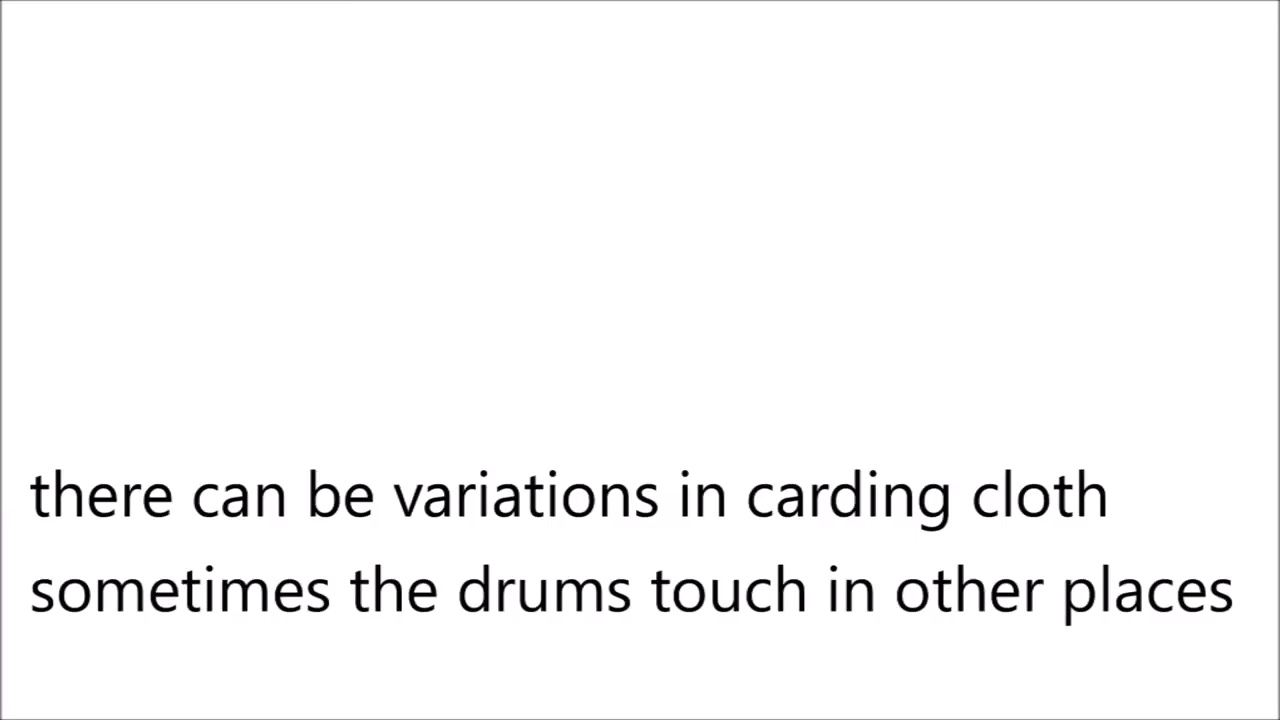 there can be variations in carding cloth
sometimes the drums touch in other places